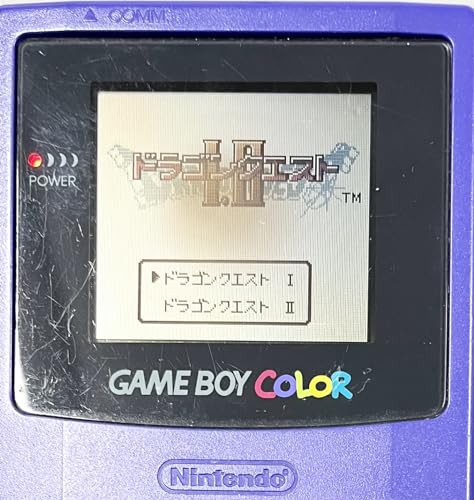 COMM
POWER
ドラゴンクエスト
I・II
TM
▶ドラゴンクエスト I
ドラゴンクエスト II
GAME BOY COLOR
Nintendo